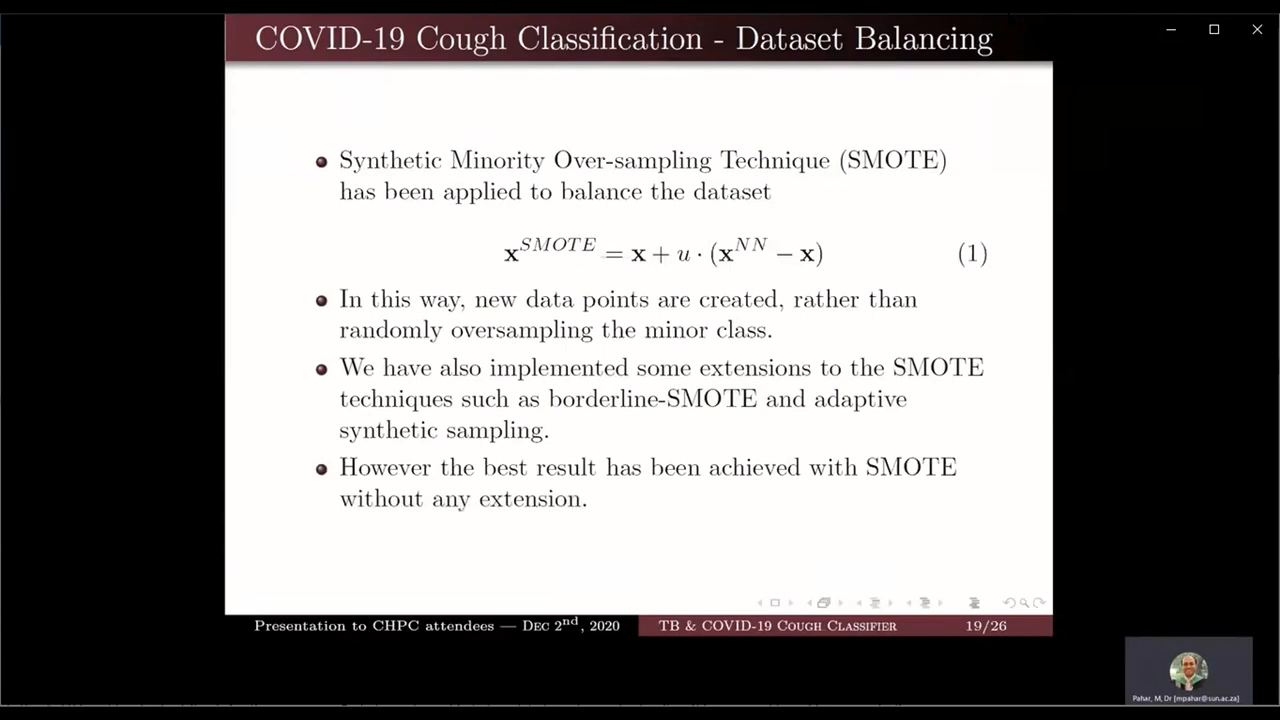 COVID-19 Cough Classification - Dataset Balancing
Synthetic Minority Over-sampling Technique (SMOTE)
has been applied to balance the dataset
x^{SMOTE} = x + u · (x^{NN} − x) (1)
In this way, new data points are created, rather than
randomly oversampling the minor class.
We have also implemented some extensions to the SMOTE
techniques such as borderline-SMOTE and adaptive
synthetic sampling.
However the best result has been achieved with SMOTE
without any extension.
Presentation to CHPC attendees — Dec 2nd, 2020 TB & COVID-19 Cough Classifier 19/26
Pahar, M, Dr [mpahar@sun.ac.za]